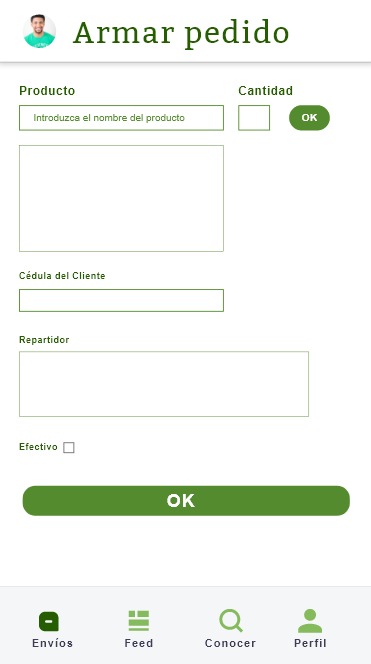 Armar pedido
Producto Cantidad
Introduzca el nombre del producto OK
Cédula del Cliente
Repartidor
Efectivo
OK
Envíos Feed Conocer Perfil